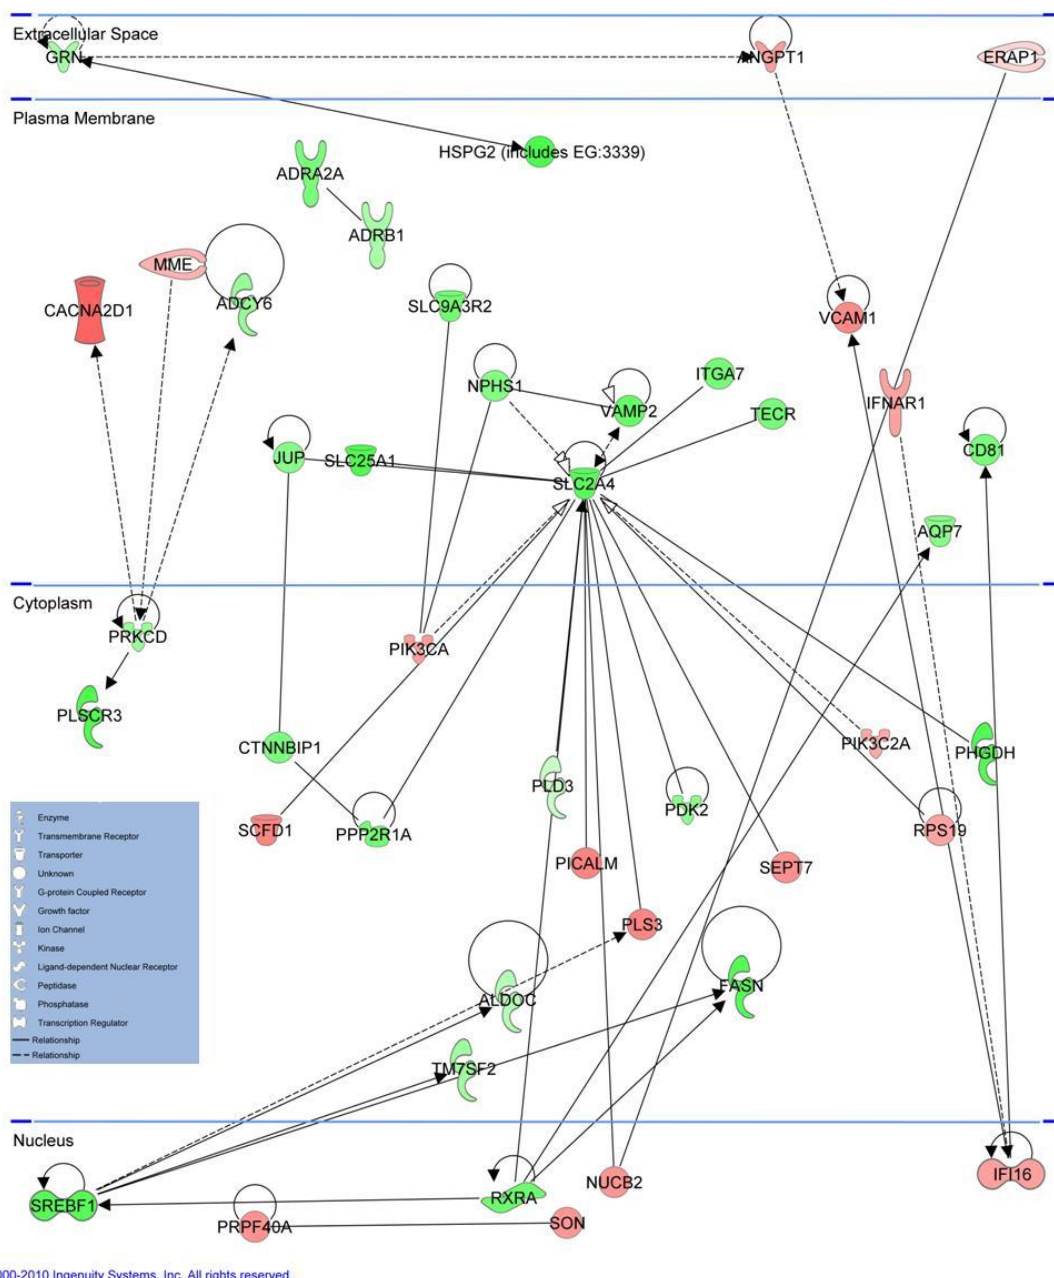 Extracellular Space
GRN
ANGPT1
ERAP1
Plasma Membrane
HSPG2 (includes EG:3339)
ADRA2A
ADRB1
MME
ADCY6
CACNA2D1
SLC9A3R2
VCAM1
NPHS1
VAMP2
ITGA7
TECR
IFNAR1
CD81
JUP
SLC25A1
SLC2A4
AQP7
Cytoplasm
PRKCD
PIK3CA
PLSCR3
CTNNBIP1
PIK3C2A
PHGDH
PLD3
PDK2
SCFD1
PPP2R1A
RPS19
PICALM
SEPT7
PLS3
ALDOC
FASN
TM7SF2
Enzyme
Transmembrane Receptor
Transporter
Unknown
G-protein Coupled Receptor
Growth factor
Ion Channel
Kinase
Ligand-dependent Nuclear Receptor
Peptidase
Phosphatase
Transcription Regulator
Relationship
Relationship
Nucleus
SREBF1
RXRA
NUCB2
IFI16
PRPF40A
SON
000-2010 Ingenuity Systems, Inc. All rights reserved.